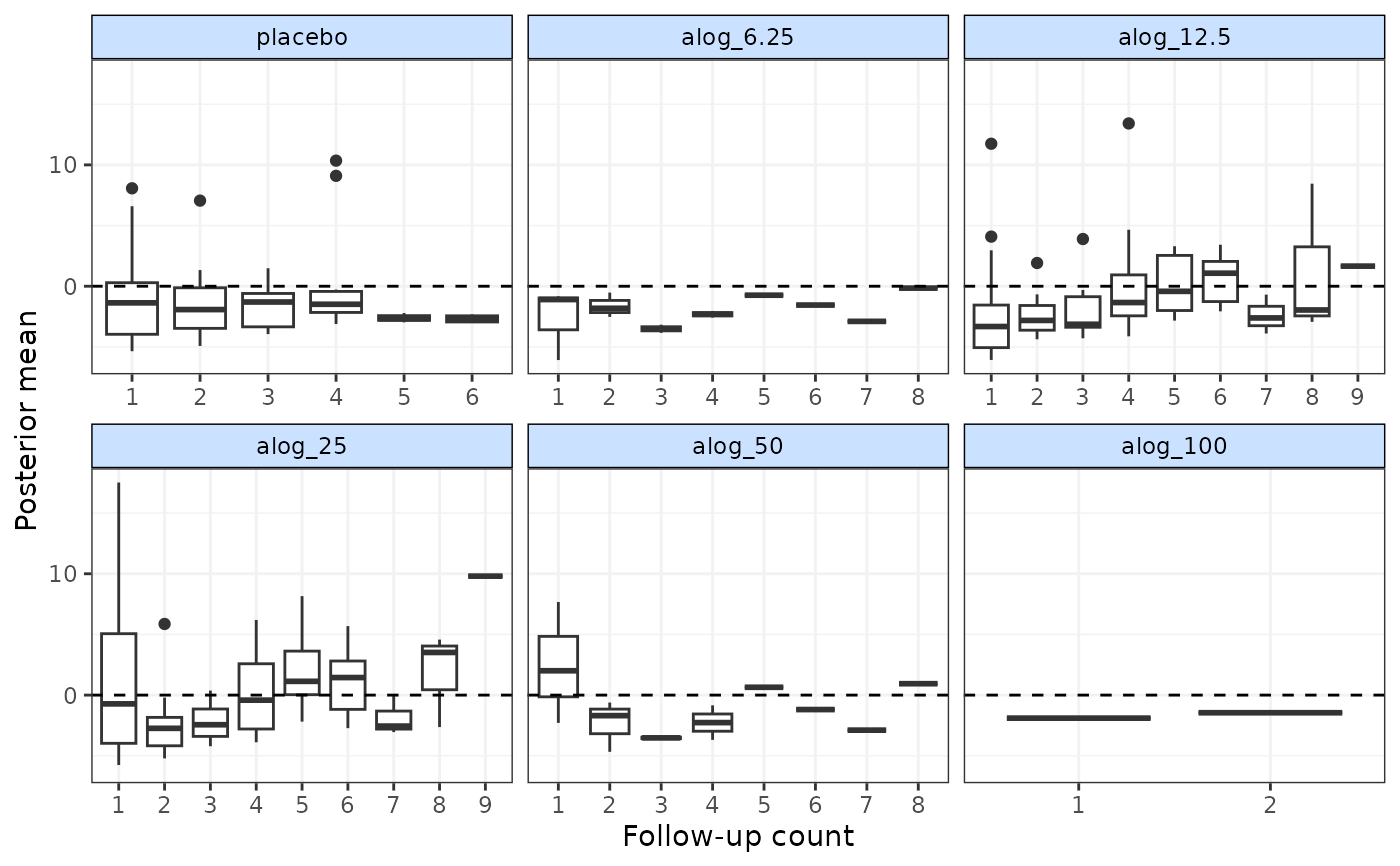 placebo alog_6.25 alog_12.5
10
0
1 2 3 4 5 6 1 2 3 4 5 6 7 8 1 2 3 4 5 6 7 8 9
Posterior mean
alog_25 alog_50 alog_100
10
0
1 2 3 4 5 6 7 8 9 1 2 3 4 5 6 7 8 1 2
Follow-up count